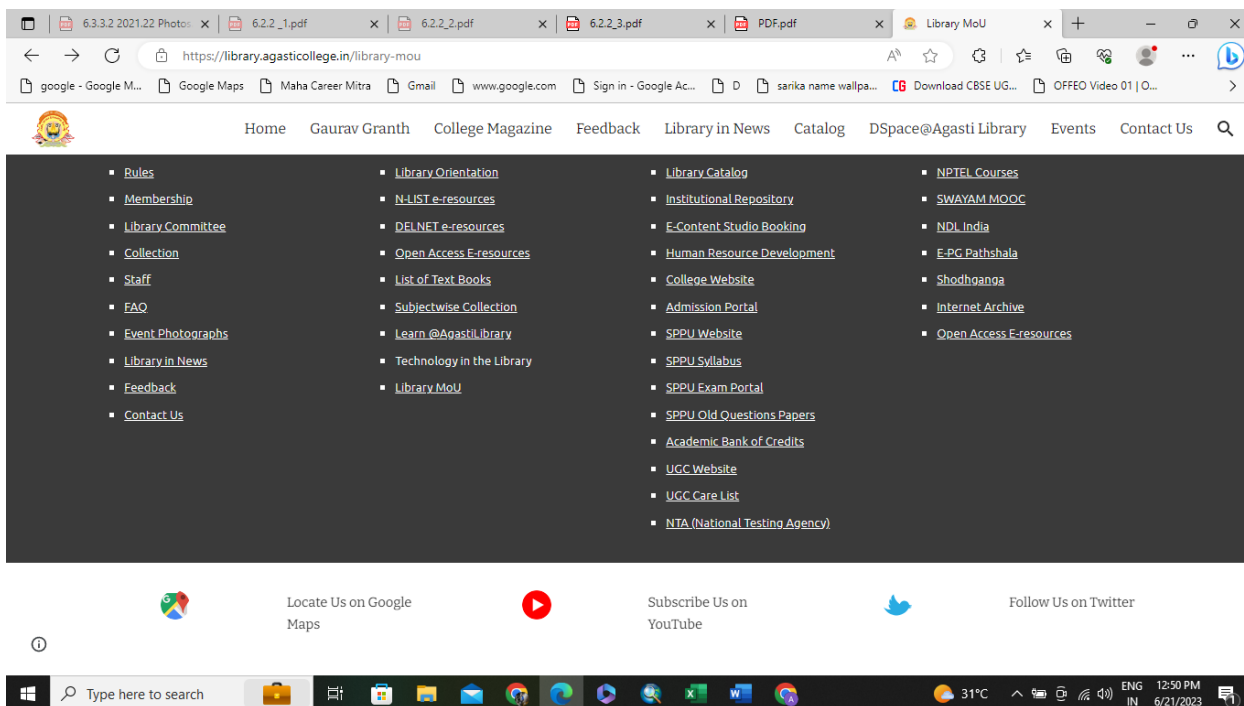 6.3.3.2 2021.22 Photos
6.2.2 _1.pdf
6.2.2_2.pdf
6.2.2_3.pdf
PDF.pdf
Library MoU
https://library.agasticollege.in/library-mou
google - Google M...
Google Maps
Maha Career Mitra
Gmail
www.google.com
Sign in - Google Ac...
D
sarika name wallpa...
CG Download CBSE UG...
OFFEO Video 01 | O...
Home
Gaurav Granth
College Magazine
Feedback
Library in News
Catalog
DSpace@Agasti Library
Events
Contact Us
Rules
Membership
Library Committee
Collection
Staff
FAQ
Event Photographs
Library in News
Feedback
Contact Us
Library Orientation
N-LIST e-resources
DELNET e-resources
Open Access E-resources
List of Text Books
Subjectwise Collection
Learn @AgastiLibrary
Technology in the Library
Library MoU
Library Catalog
Institutional Repository
E-Content Studio Booking
Human Resource Development
College Website
Admission Portal
SPPU Website
SPPU Syllabus
SPPU Exam Portal
SPPU Old Questions Papers
Academic Bank of Credits
UGC Website
UGC Care List
NTA (National Testing Agency)
NPTEL Courses
SWAYAM MOOC
NDL India
E-PG Pathshala
Shodhganga
Internet Archive
Open Access E-resources
Locate Us on Google
Maps
Subscribe Us on
YouTube
Follow Us on Twitter
Type here to search
31°C
ENG
IN
12:50 PM
6/21/2023